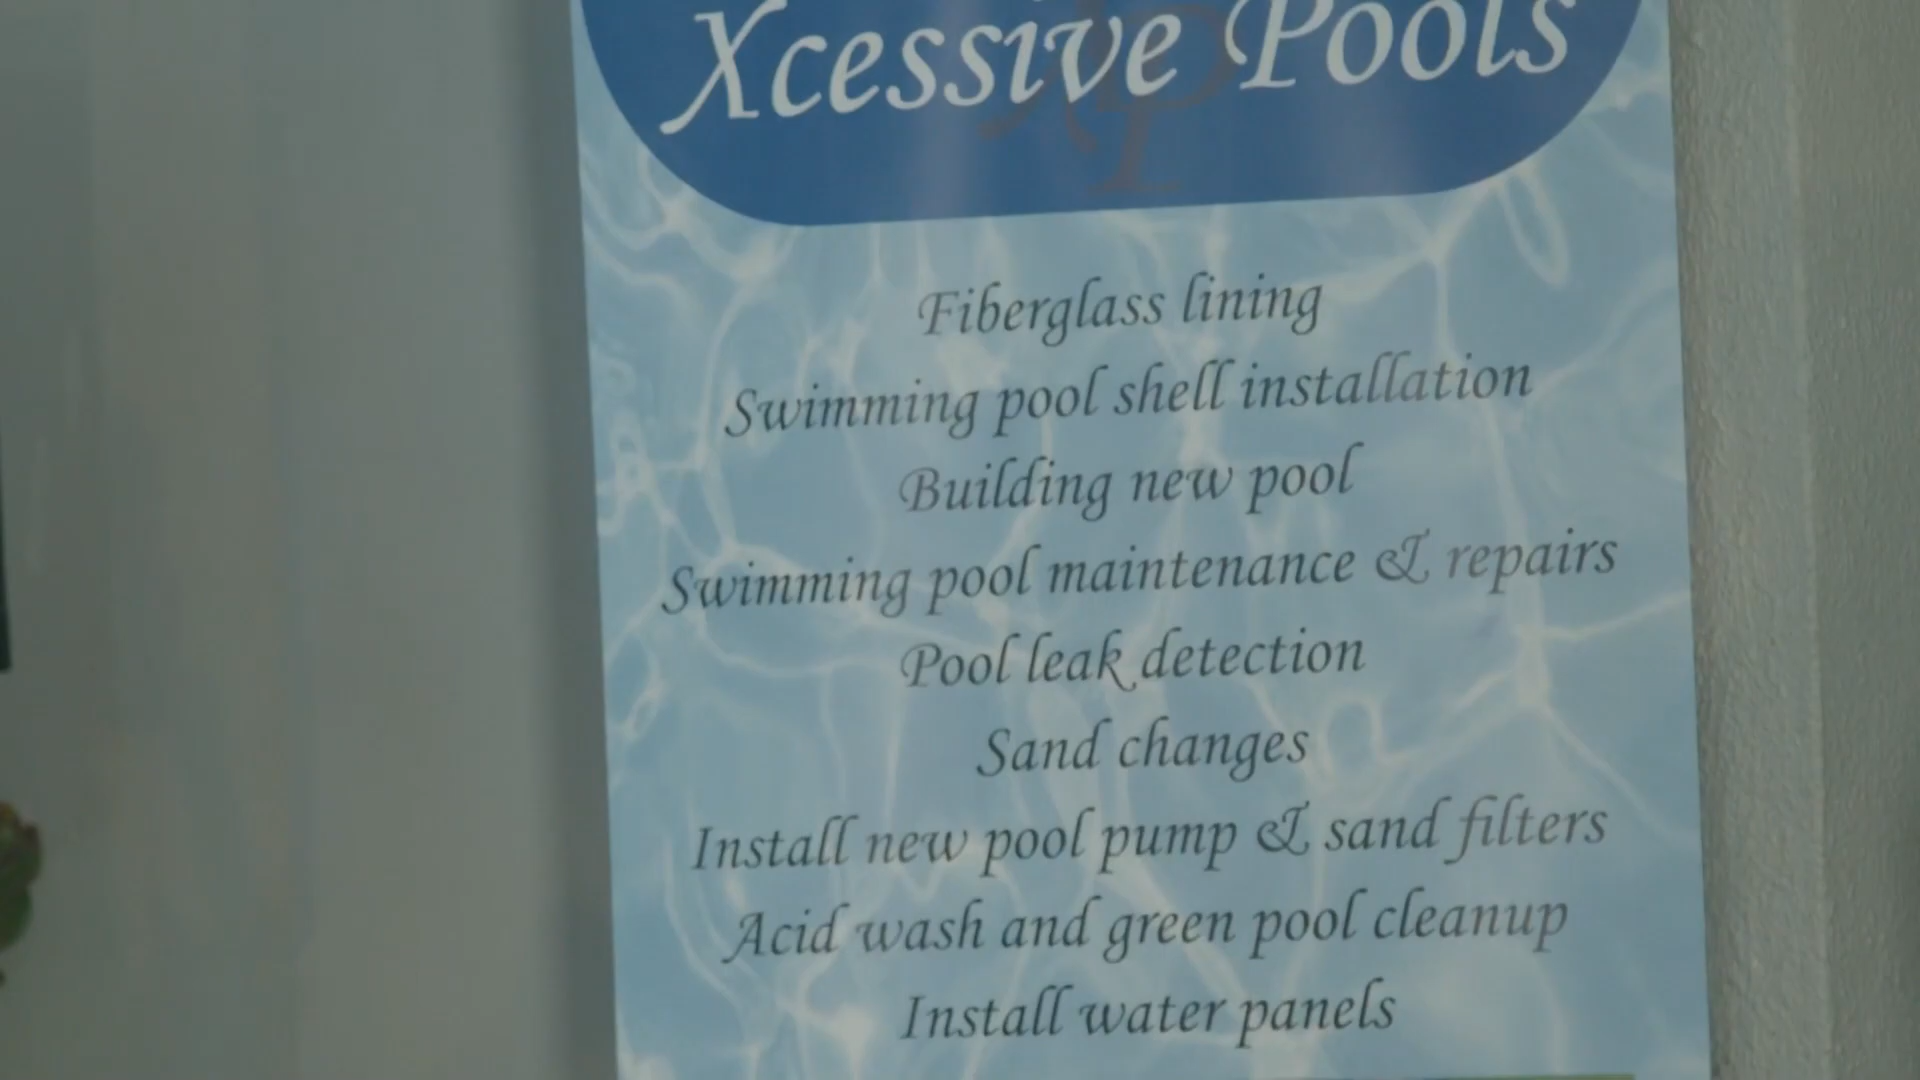 Xcessive Pools
Fiberglass lining
Swimming pool shell installation
Building new pool
Swimming pool maintenance & repairs
Pool leak detection
Sand changes
Install new pool pump & sand filters
Acid wash and green pool cleanup
Install water panels